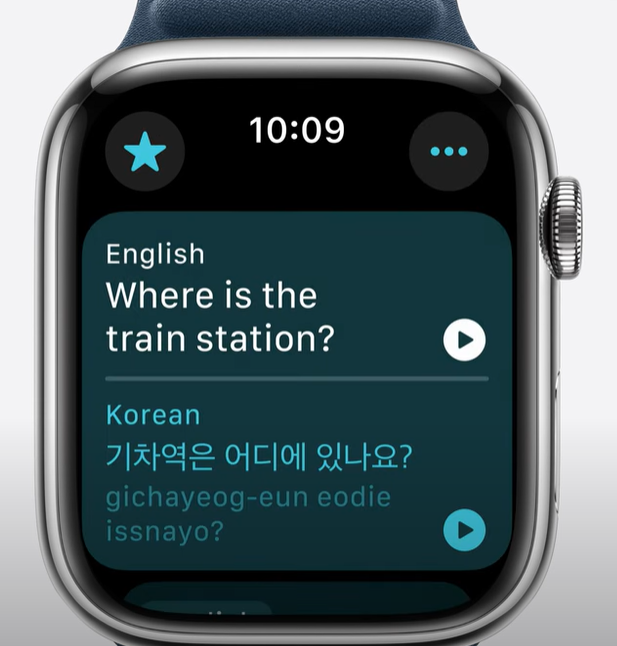 10:09
English
Where is the
train station?
Korean
기차역은 어디에 있나요?
gichayeog-eun eodie
issnayo?